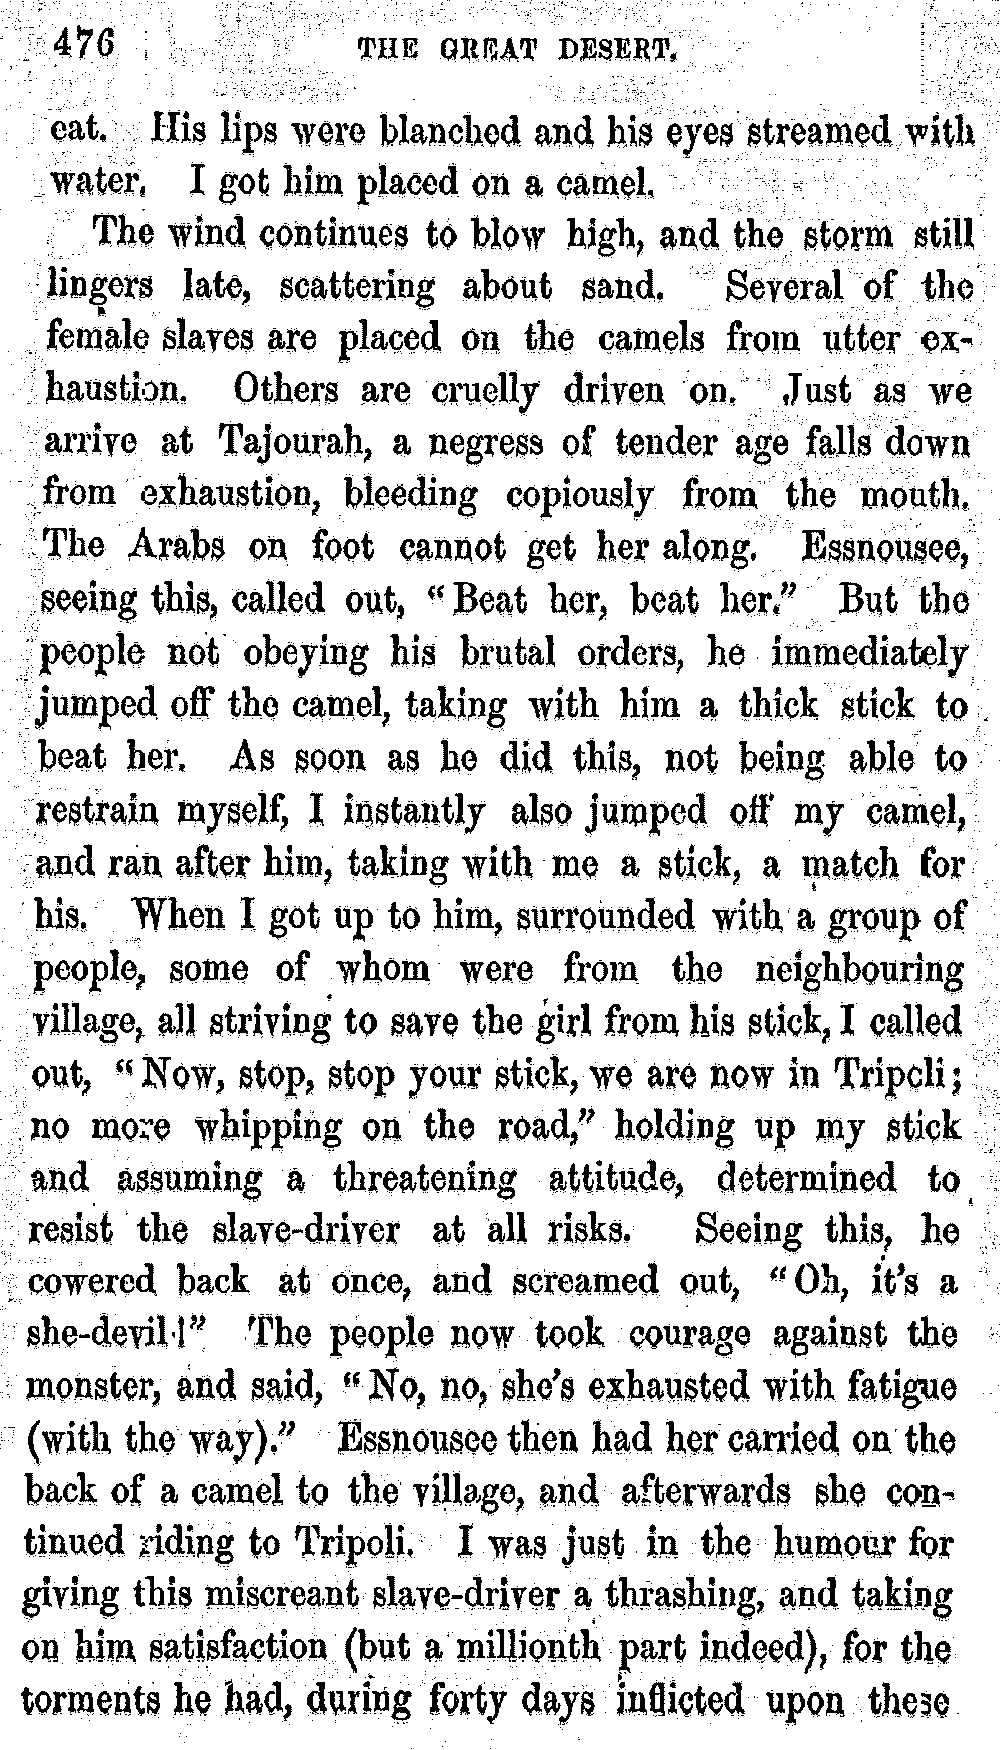 476 THE GREAT DESERT.
eat. His lips were blanched and his eyes streamed with
water. I got him placed on a camel.
The wind continues to blow high, and the storm still
lingers late, scattering about sand. Several of the
female slaves are placed on the camels from utter ex-
haustion. Others are cruelly driven on. Just as we
arrive at Tajourah, a negress of tender age falls down
from exhaustion, bleeding copiously from the mouth.
The Arabs on foot cannot get her along. Essnousee,
seeing this, called out, "Beat her, beat her." But the
people not obeying his brutal orders, he immediately
jumped off the camel, taking with him a thick stick to
beat her. As soon as he did this, not being able to
restrain myself, I instantly also jumped off my camel,
and ran after him, taking with me a stick, a match for
his. When I got up to him, surrounded with a group of
people, some of whom were from the neighbouring
village, all striving to save the girl from his stick, I called
out, "Now, stop, stop your stick, we are now in Tripoli;
no more whipping on the road," holding up my stick
and assuming a threatening attitude, determined to
resist the slave-driver at all risks. Seeing this, he
cowered back at once, and screamed out, "Oh, it's a
she-devil!" The people now took courage against the
monster, and said, "No, no, she's exhausted with fatigue
(with the way)." Essnousee then had her carried on the
back of a camel to the village, and afterwards she con-
tinued riding to Tripoli. I was just in the humour for
giving this miscreant slave-driver a thrashing, and taking
on him satisfaction (but a millionth part indeed), for the
torments he had, during forty days inflicted upon these